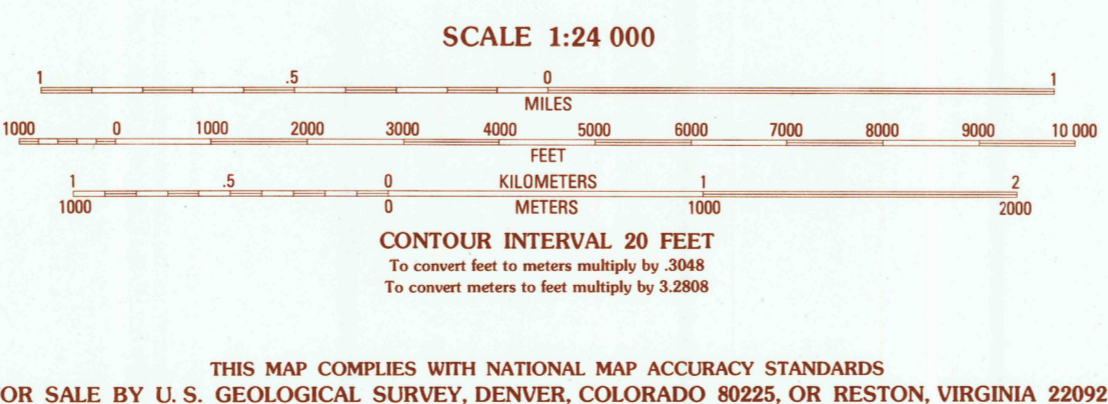 SCALE 1:24 000
1 .5 0 1
MILES
1000 0 1000 2000 3000 4000 5000 6000 7000 8000 9000 10 000
FEET
1 .5 0 KILOMETERS 1 2
1000 0 METERS 1000 2000
CONTOUR INTERVAL 20 FEET
To convert feet to meters multiply by .3048
To convert meters to feet multiply by 3.2808
THIS MAP COMPLIES WITH NATIONAL MAP ACCURACY STANDARDS
OR SALE BY U. S. GEOLOGICAL SURVEY, DENVER, COLORADO 80225, OR RESTON, VIRGINIA 22092